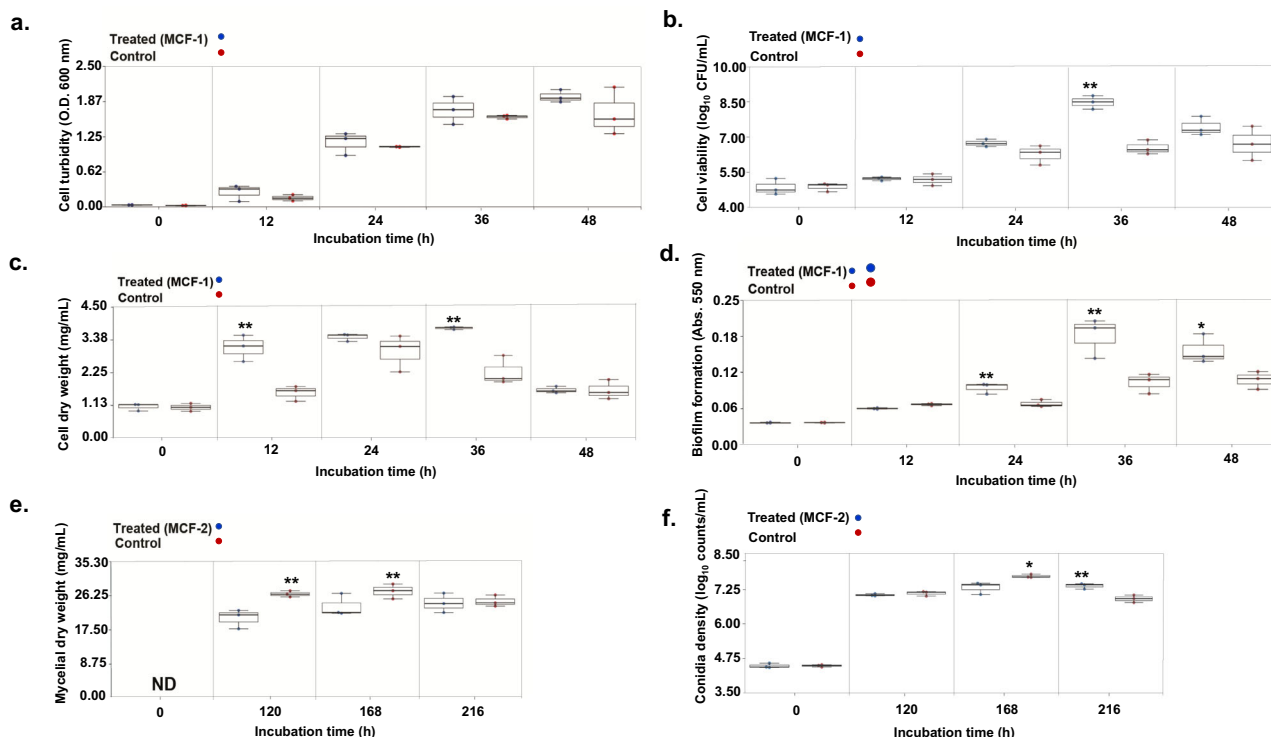 a.
Treated (MCF-1)
Control
Cell turbidity (O.D. 600 nm)
2.50
1.87
1.25
0.62
0.00
0
12
24
36
48
Incubation time (h)
b.
Treated (MCF-1)
Control
Cell viability (log₁₀ CFU/mL)
10.00
8.50
7.00
5.50
4.00
**
0
12
24
36
48
Incubation time (h)
c.
Treated (MCF-1)
Control
Cell dry weight (mg/mL)
4.50
3.38
2.25
1.13
0.00
**
**
0
12
24
36
48
Incubation time (h)
d.
Treated (MCF-1)
Control
Biofilm formation (Abs. 550 nm)
0.25
0.18
0.12
0.06
0.00
**
**
*
0
12
24
36
48
Incubation time (h)
e.
Treated (MCF-2)
Control
Mycelial dry weight (mg/mL)
35.30
26.25
17.50
8.75
0.00
ND
**
**
0
120
168
216
Incubation time (h)
f.
Treated (MCF-2)
Control
Conidia density (log₁₀ counts/mL)
8.50
7.25
6.00
4.75
3.50
*
**
0
120
168
216
Incubation time (h)